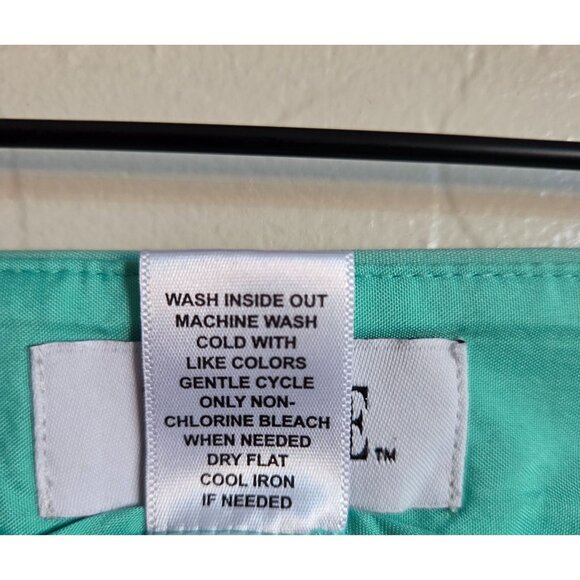 WASH INSIDE OUT
MACHINE WASH
COLD WITH
LIKE COLORS
GENTLE CYCLE
ONLY NON-
CHLORINE BLEACH
WHEN NEEDED
DRY FLAT
COOL IRON
IF NEEDED
E™